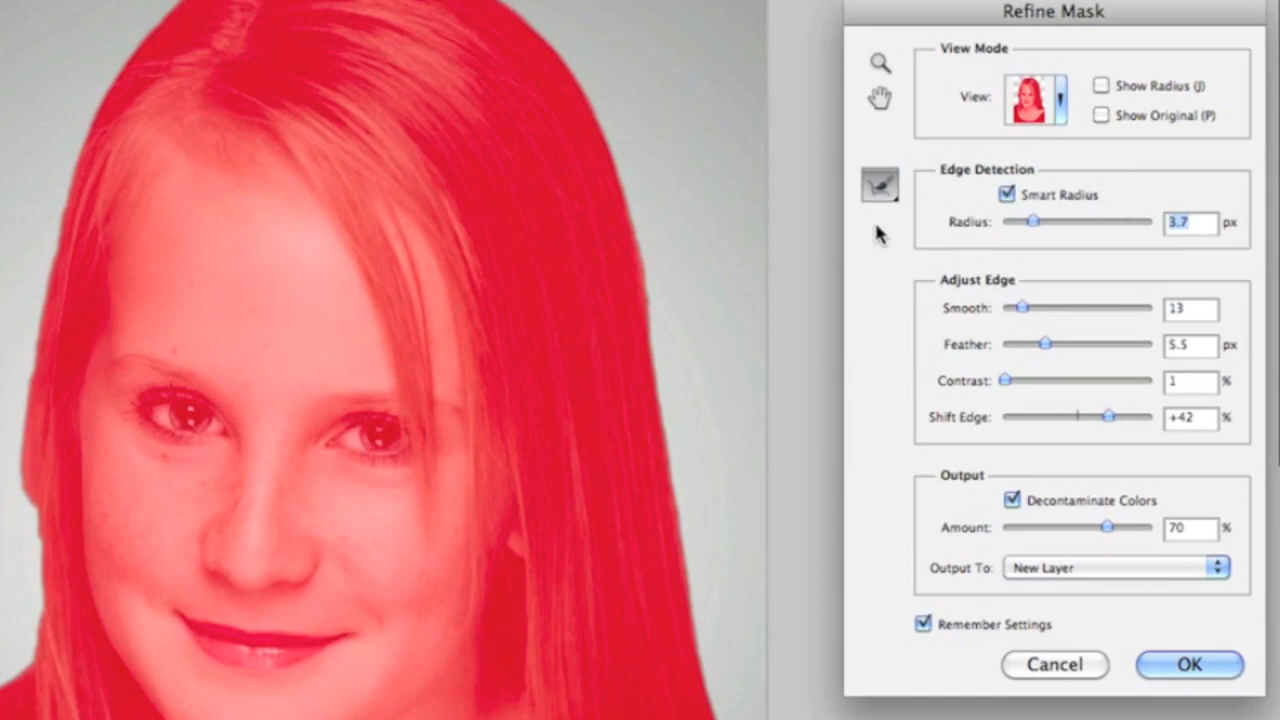 Refine Mask
View Mode
View:
Show Radius (J)
Show Original (P)
Edge Detection
Smart Radius
Radius: 3.7 px
Adjust Edge
Smooth: 13
Feather: 5.5 px
Contrast: 1 %
Shift Edge: +42 %
Output
Decontaminate Colors
Amount: 70 %
Output To: New Layer
Remember Settings
Cancel OK